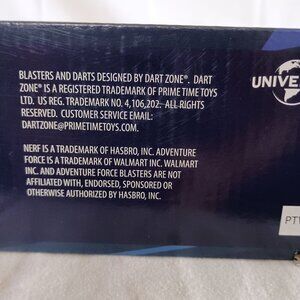 BLASTERS AND DARTS DESIGNED BY DART ZONE®. DART
ZONE® IS A REGISTERED TRADEMARK OF PRIME TIME TOYS
LTD. US REG. TRADEMARK NO. 4,106,202. ALL RIGHTS
RESERVED. CUSTOMER SERVICE EMAIL:
DARTZONE@PRIMETIMETOYS.COM
NERF IS A TRADEMARK OF HASBRO, INC. ADVENTURE
FORCE IS A TRADEMARK OF WALMART INC. WALMART
INC. AND ADVENTURE FORCE BLASTERS ARE NOT
AFFILIATED WITH, ENDORSED, SPONSORED OR
OTHERWISE AUTHORIZED BY HASBRO, INC.
UNIVE